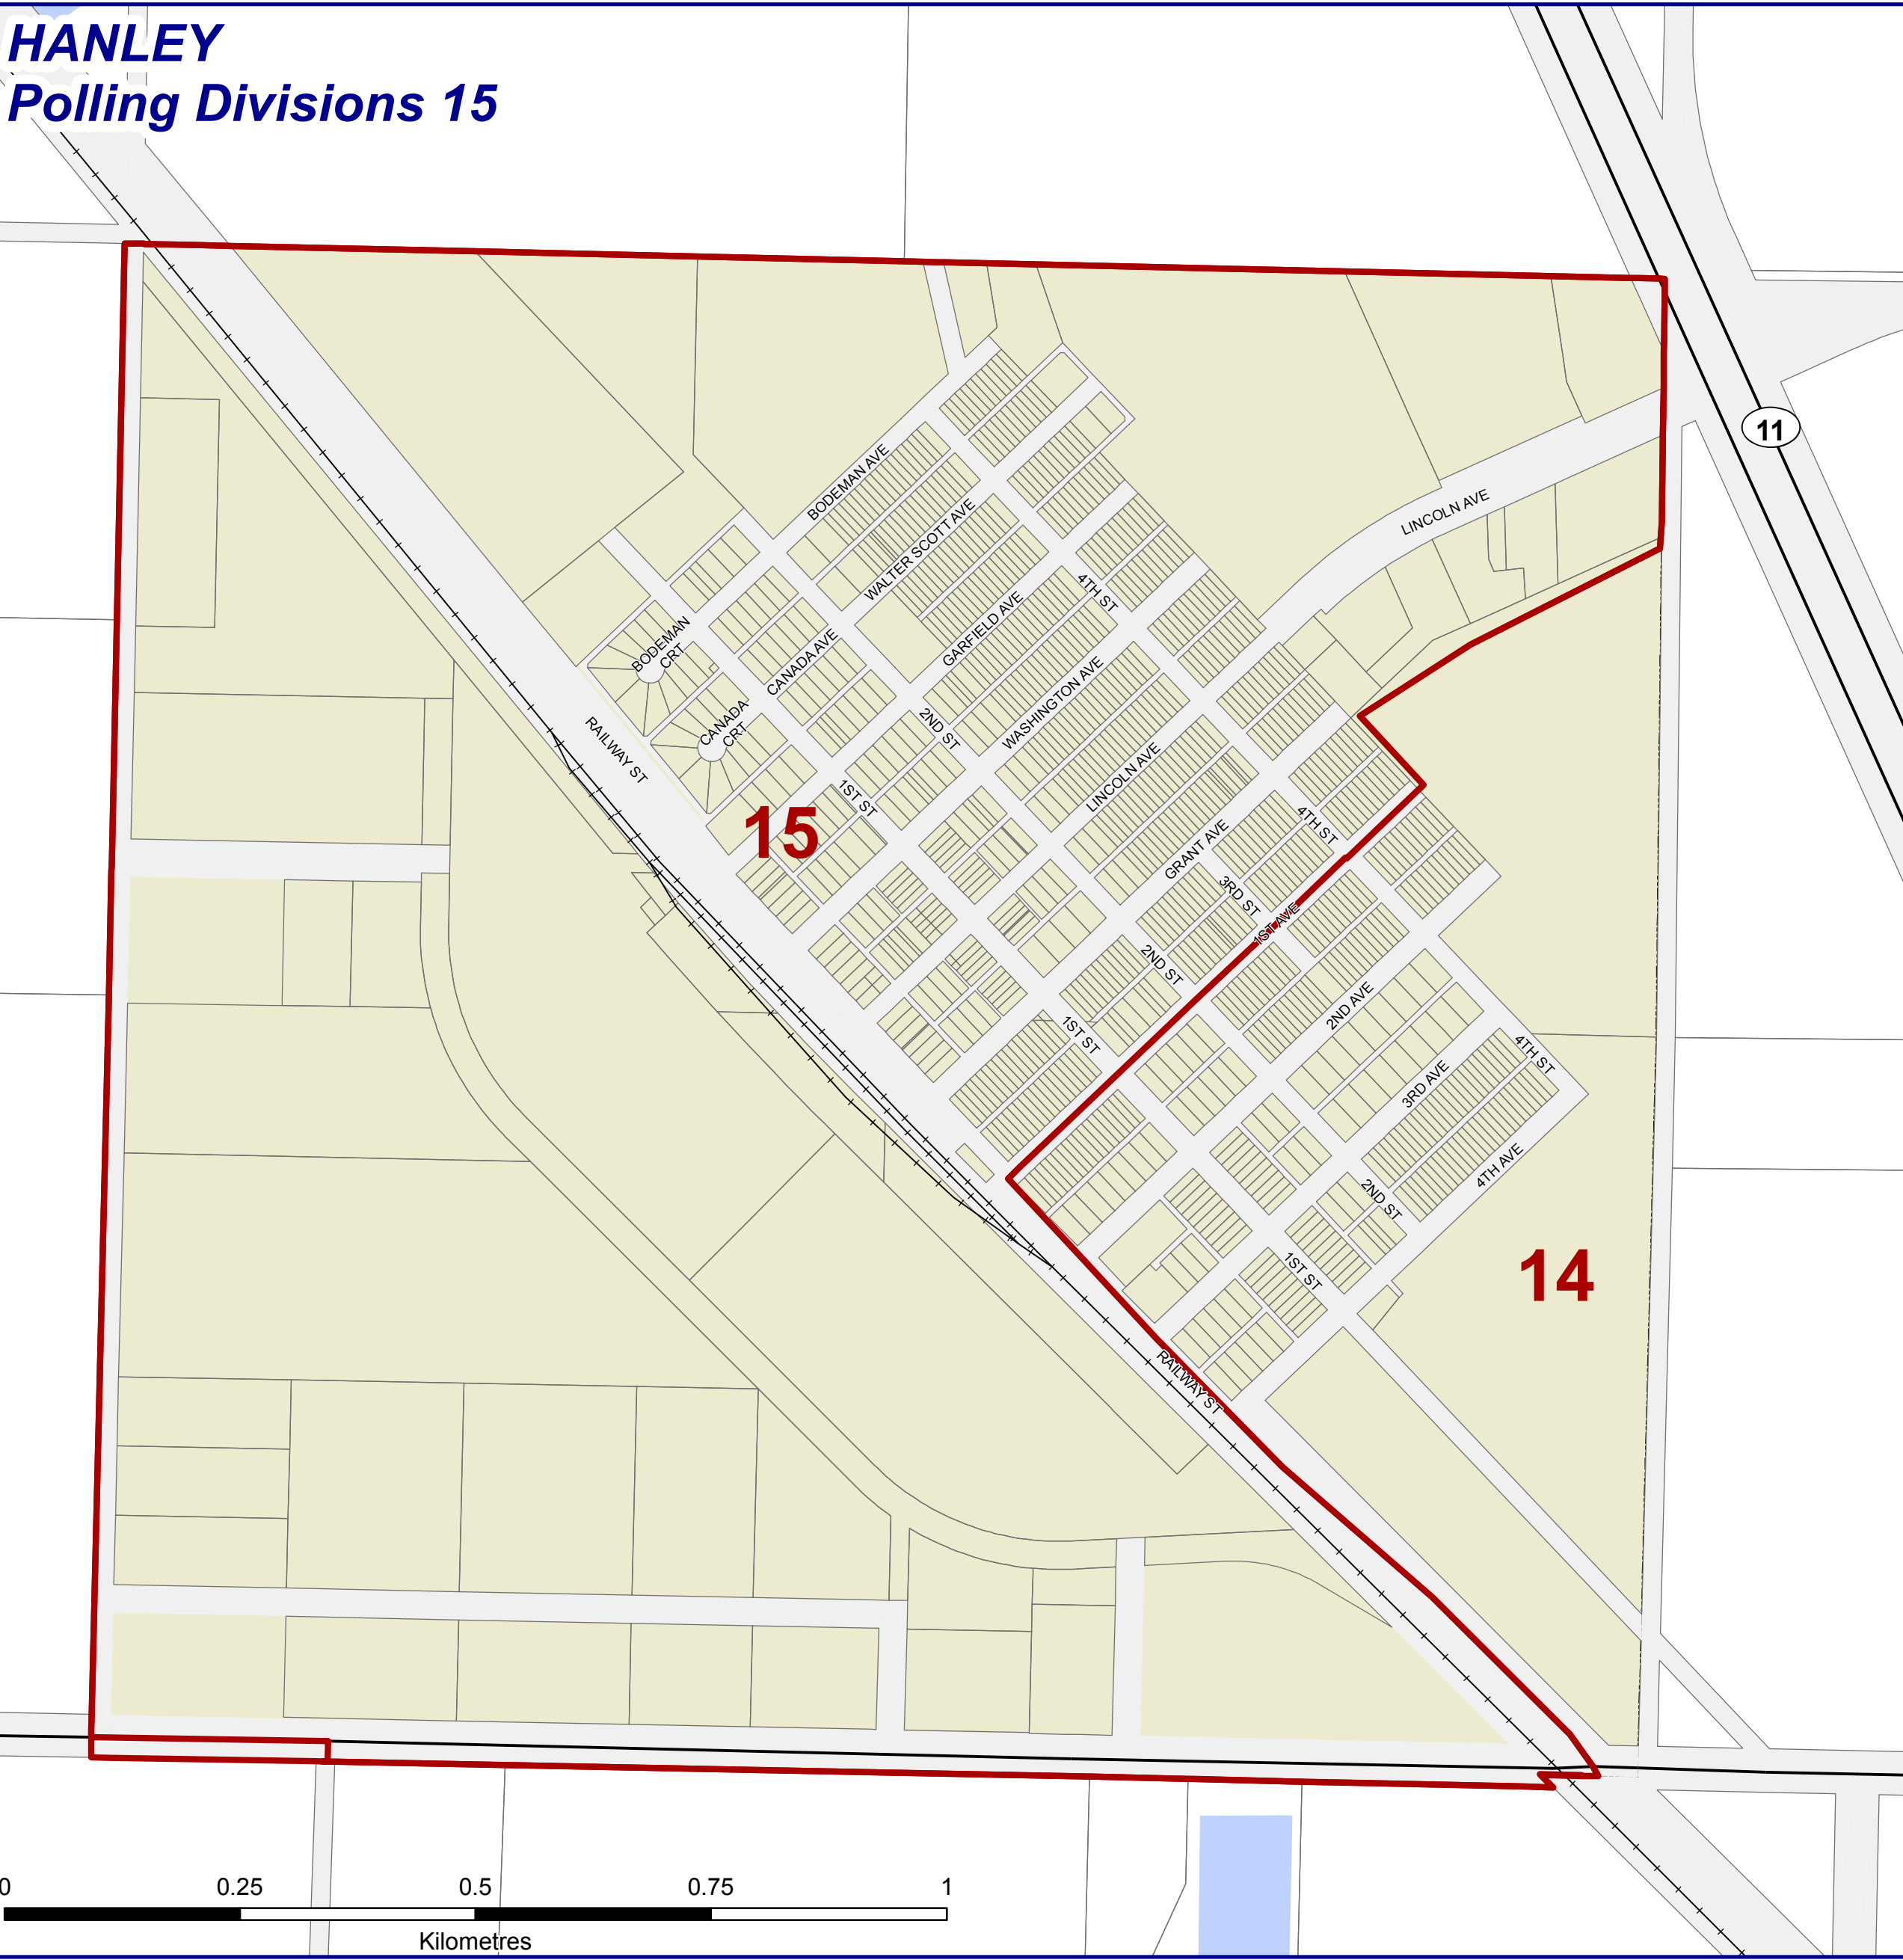 HANLEY
Polling Divisions 15
11
BODEMAN AVE
LINCOLN AVE
WALTER SCOTT AVE
4TH ST
GARFIELD AVE
BODEMAN
CRT
CANADA AVE
WASHINGTON AVE
CANADA
CRT
2ND ST
RAILWAY ST
LINCOLN AVE
1ST ST
15
4TH ST
GRANT AVE
3RD ST
1ST AVE
2ND ST
2ND AVE
1ST ST
4TH ST
3RD AVE
4TH AVE
2ND ST
14
1ST ST
RAILWAY ST
0 0.25 0.5 0.75 1
Kilometres